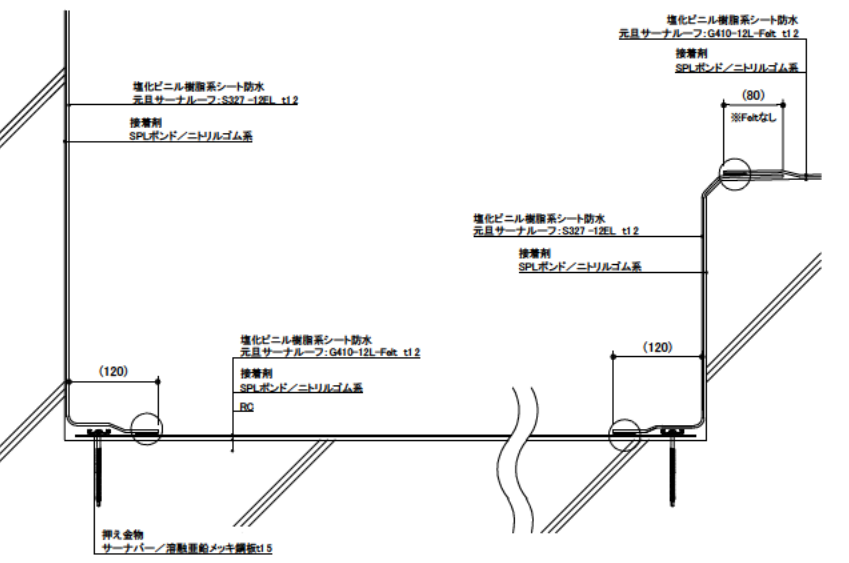 塩化ビニル樹脂系シート防水
元旦サーナルーフ:G410-12L-Felt t1 2
接着剤
SPLボンド/ニトリルゴム系
(80)
※Feltなし
塩化ビニル樹脂系シート防水
元旦サーナルーフ:S327 -12EL t1 2
接着剤
SPLボンド/ニトリルゴム系
塩化ビニル樹脂系シート防水
元旦サーナルーフ:S327 -12EL t1 2
接着剤
SPLボンド/ニトリルゴム系
塩化ビニル樹脂系シート防水
元旦サーナルーフ:G410-12L-Felt t1 2
接着剤
SPLボンド/ニトリルゴム系
RC
(120)
(120)
押え金物
サーナバー/溶融亜鉛メッキ鋼板t1 5